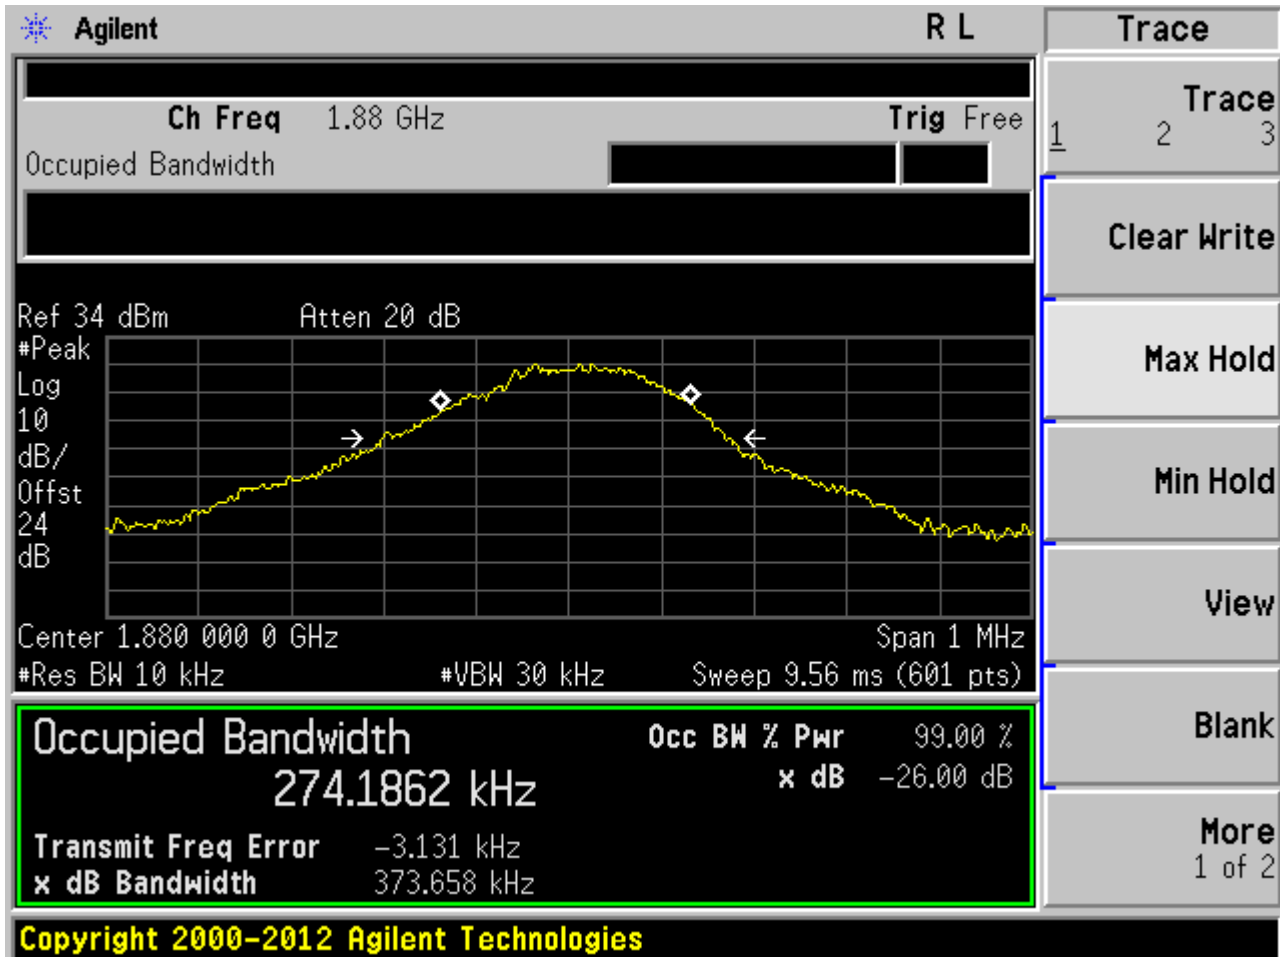 Agilent R L
Trace
Ch Freq 1.88 GHz Trig Free
Occupied Bandwidth
Trace
1 2 3
Clear Write
Max Hold
Min Hold
View
Blank
More
1 of 2
Ref 34 dBm Atten 20 dB
#Peak
Log
10
dB/
Offst
24
dB
Center 1.880 000 0 GHz Span 1 MHz
#Res BW 10 kHz #VBW 30 kHz Sweep 9.56 ms (601 pts)
Occupied Bandwidth
274.1862 kHz
Occ BW % Pwr 99.00 %
x dB -26.00 dB
Transmit Freq Error -3.131 kHz
x dB Bandwidth 373.658 kHz
Copyright 2000-2012 Agilent Technologies